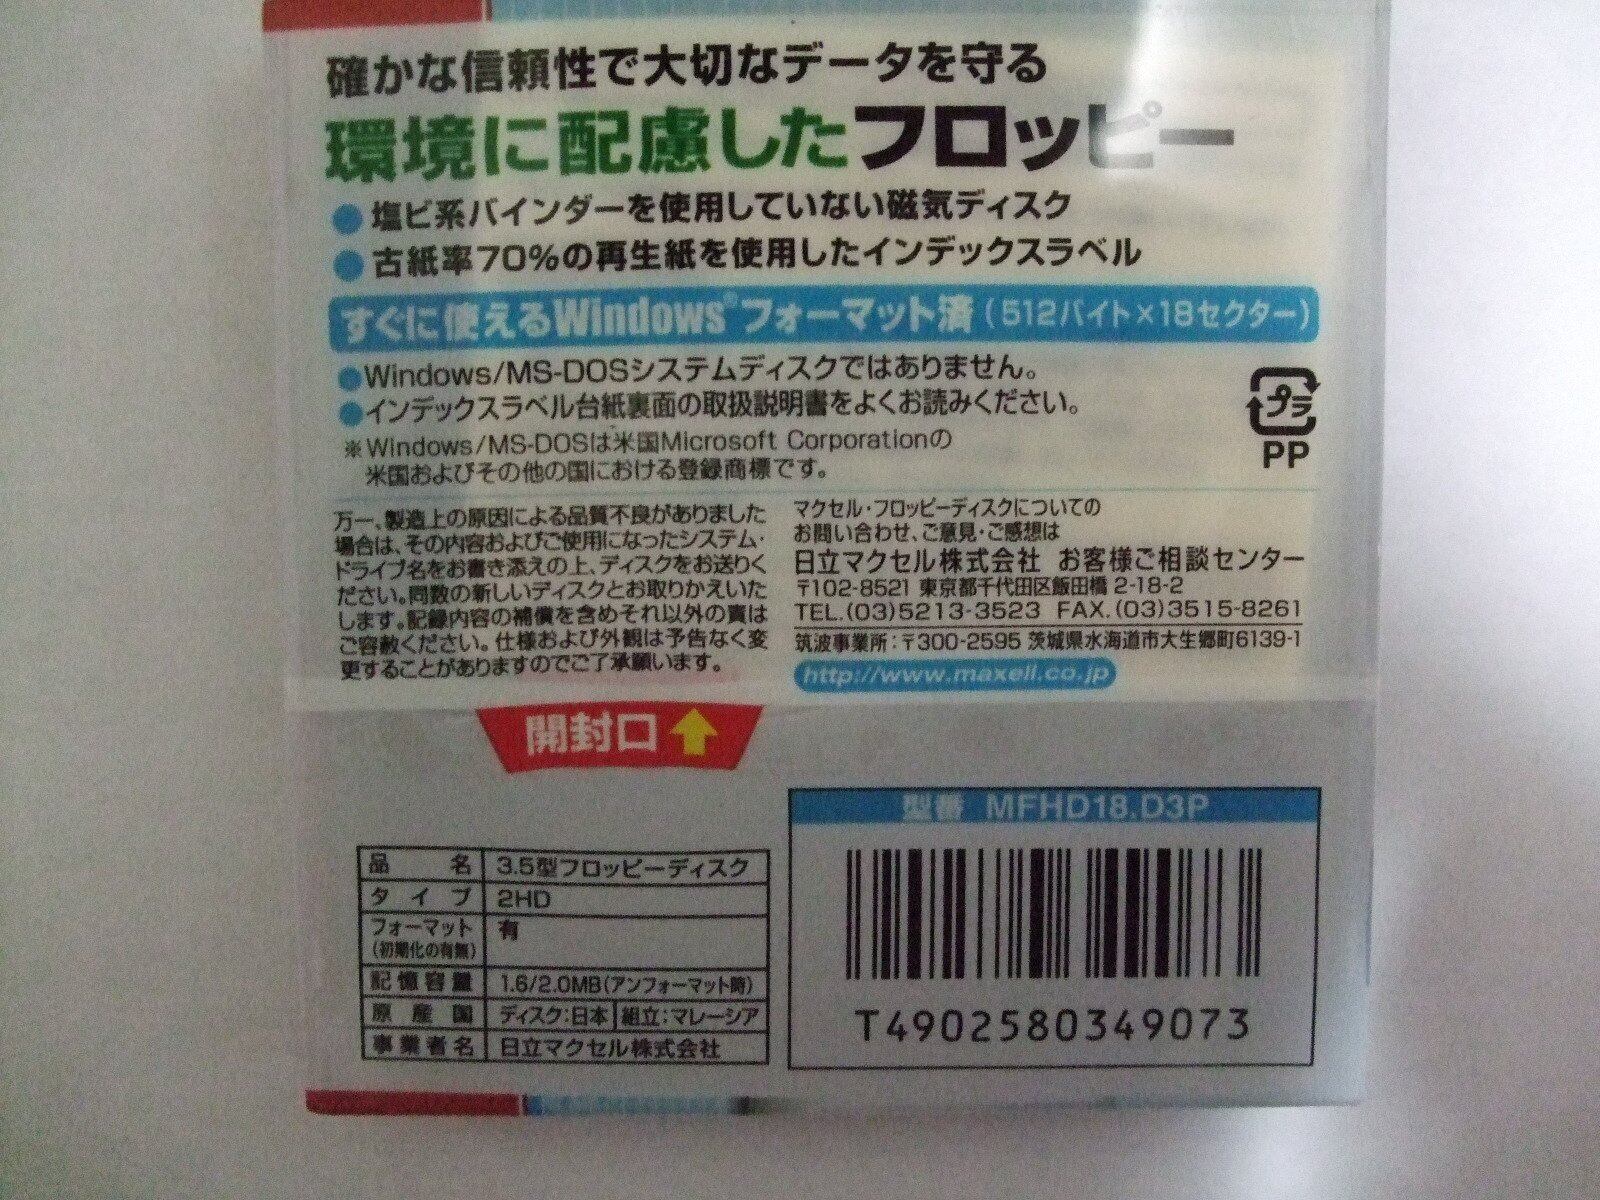 確かな信頼性で大切なデータを守る
環境に配慮したフロッピー
●塩ビ系バインダーを使用していない磁気ディスク
●古紙率70%の再生紙を使用したインデックスラベル
すぐに使えるWindows®フォーマット済（512バイト×18セクター）
●Windows/MS-DOSシステムディスクではありません。
●インデックスラベル台紙裏面の取扱説明書をよくお読みください。
※Windows/MS-DOSは米国Microsoft Corporationの
米国およびその他の国における登録商標です。
プラ
PP
万一、製造上の原因による品質不良がありました
場合は、その内容およびご使用になったシステム・
ドライブ名をお書き添えの上、ディスクをお送りく
ださい。同数の新しいディスクとお取りかえいた
します。記録内容の補償を含めそれ以外の責は
ご容赦ください。仕様および外観は予告なく変
更することがありますのでご了承願います。
マクセル・フロッピーディスクについての
お問い合わせ、ご意見・ご感想は
日立マクセル株式会社 お客様ご相談センター
〒102-8521 東京都千代田区飯田橋 2-18-2
TEL.(03)5213-3523 FAX.(03)3515-8261
筑波事業所：〒300-2595 茨城県水海道市大生郷町6139-1
http://www.maxell.co.jp
開封口
品名 3.5型フロッピーディスク
タイプ 2HD
フォーマット 有
（初期化の有無）
記憶容量 1.6/2.0MB（アンフォーマット時）
原産国 ディスク：日本 組立：マレーシア
事業者名 日立マクセル株式会社
型番 MFHD18.D3P
T4902580349073